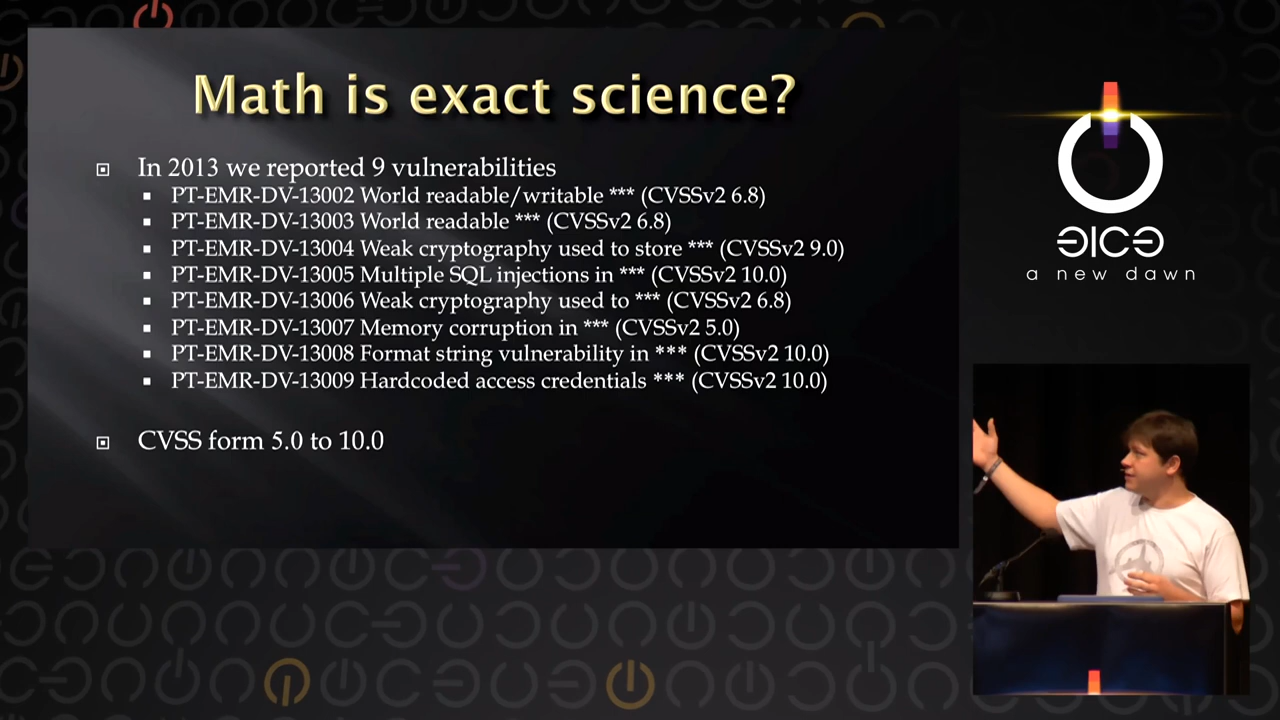 Math is exact science?
In 2013 we reported 9 vulnerabilities
PT-EMR-DV-13002 World readable/writable *** (CVSSv2 6.8)
PT-EMR-DV-13003 World readable *** (CVSSv2 6.8)
PT-EMR-DV-13004 Weak cryptography used to store *** (CVSSv2 9.0)
PT-EMR-DV-13005 Multiple SQL injections in *** (CVSSv2 10.0)
PT-EMR-DV-13006 Weak cryptography used to *** (CVSSv2 6.8)
PT-EMR-DV-13007 Memory corruption in *** (CVSSv2 5.0)
PT-EMR-DV-13008 Format string vulnerability in *** (CVSSv2 10.0)
PT-EMR-DV-13009 Hardcoded access credentials *** (CVSSv2 10.0)
CVSS form 5.0 to 10.0
a new dawn